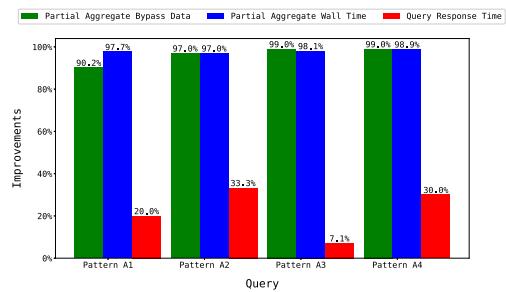 Partial Aggregate Bypass Data Partial Aggregate Wall Time Query Response Time
100%
80%
60%
40%
20%
0%
Improvements
90.2% 97.7% 20.0%
97.0% 97.0% 33.3%
99.0% 98.1% 7.1%
99.0% 98.9% 30.0%
Pattern A1 Pattern A2 Pattern A3 Pattern A4
Query